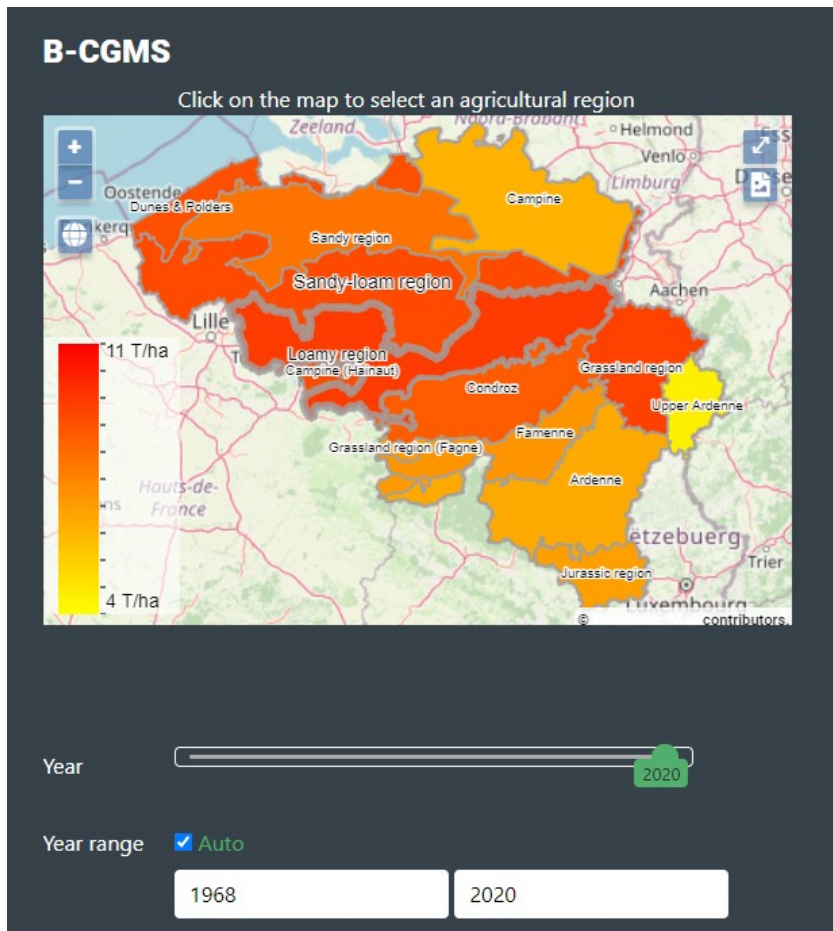 B-CGMS
Click on the map to select an agricultural region
Zeeland
Helmond
Venlo
Limburg
Oostende
Dunes & Polders
Campine
Sandy region
Sandy-loam region
Aachen
Lille
11 T/ha
Loamy region
Campine (Hainaut)
Grassland region
Condroz
Upper Ardenne
Famenne
Grassland region (Fagne)
Ardenne
Hauts-de-
France
ëtzebuerg
Trier
Jurassic region
4 T/ha
Luxembourg
© contributors.
Year
2020
Year range
Auto
1968
2020